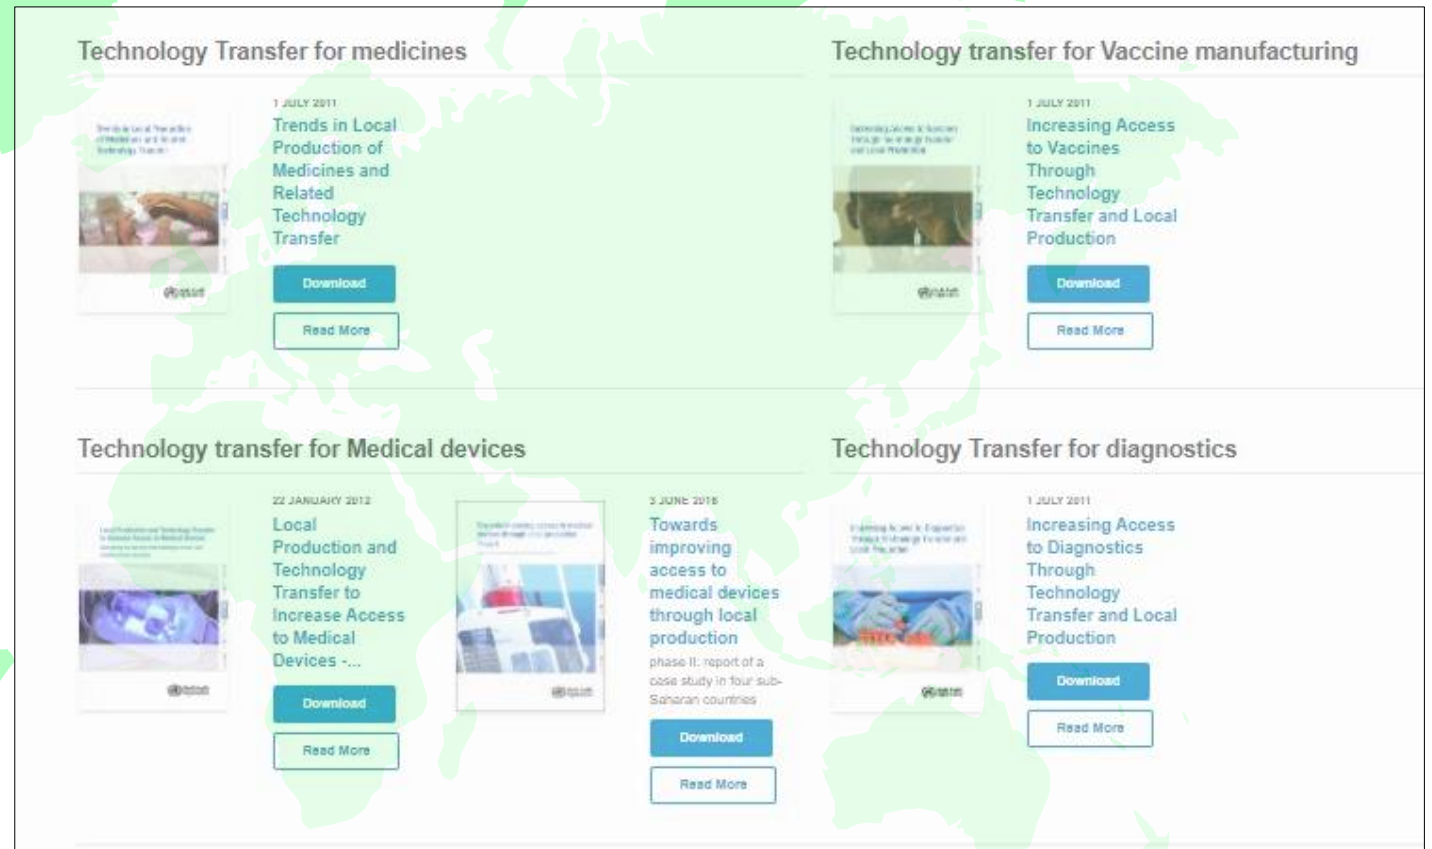 Technology Transfer for medicines
1 JULY 2011
Trends in Local
Production of
Medicines and
Related
Technology
Transfer
Download
Read More
Technology transfer for Vaccine manufacturing
1 JULY 2011
Increasing Access
to Vaccines
Through
Technology
Transfer and Local
Production
Download
Read More
Technology transfer for Medical devices
22 JANUARY 2012
Local
Production and
Technology
Transfer to
Increase Access
to Medical
Devices -...
Download
Read More
3 JUNE 2016
Towards
improving
access to
medical devices
through local
production
phase II: report of a
case study in four sub-
Saharan countries
Download
Read More
Technology Transfer for diagnostics
1 JULY 2011
Increasing Access
to Diagnostics
Through
Technology
Transfer and Local
Production
Download
Read More